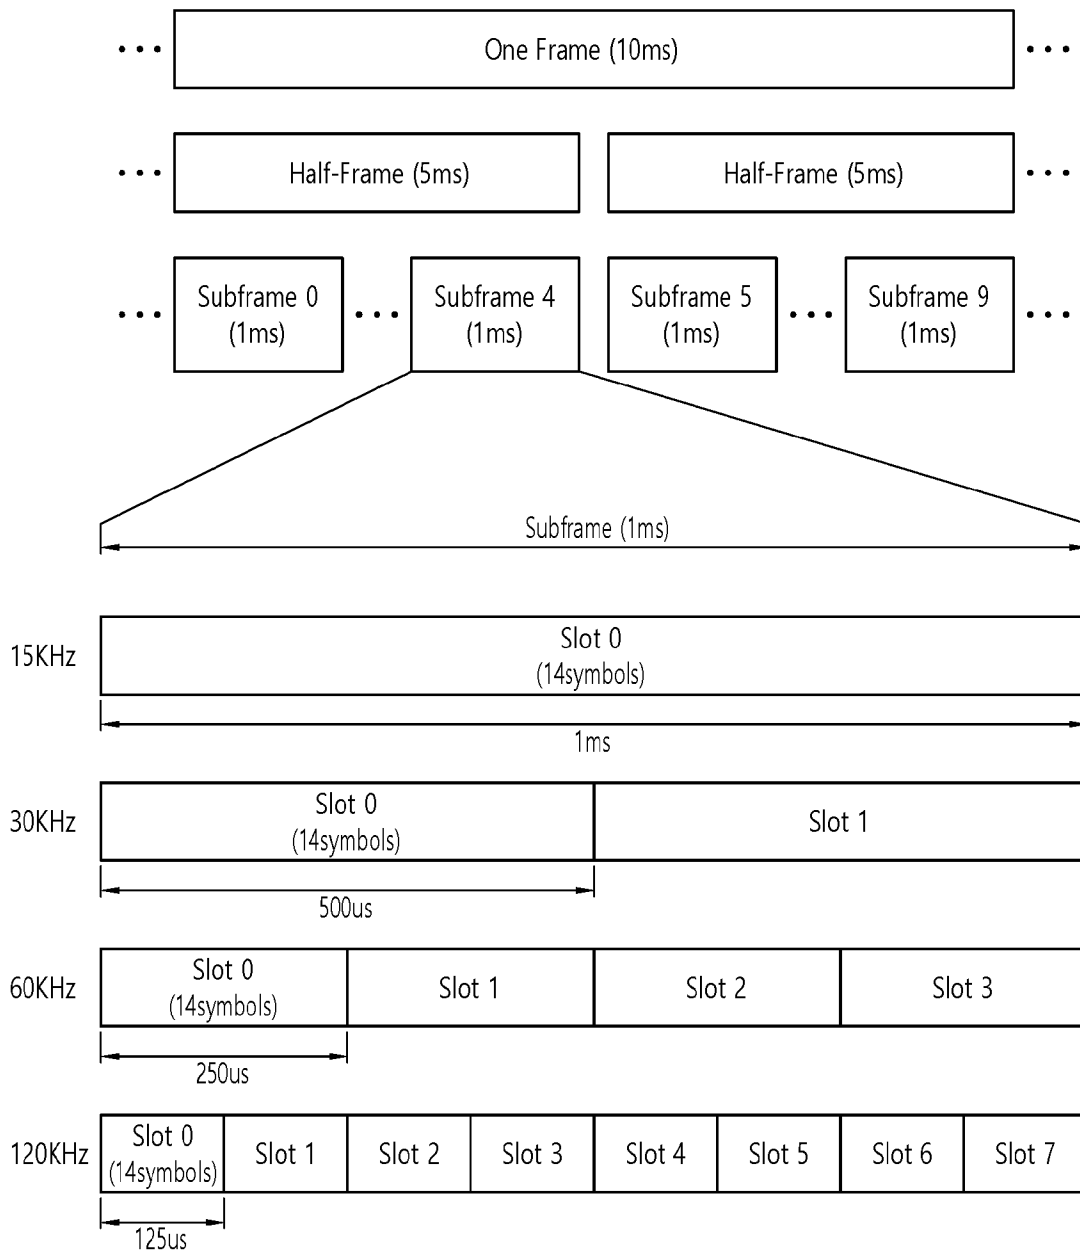 One Frame (10ms)
Half-Frame (5ms)
Half-Frame (5ms)
Subframe 0
(1ms)
Subframe 4
(1ms)
Subframe 5
(1ms)
Subframe 9
(1ms)
Subframe (1ms)
15KHz
Slot 0
(14symbols)
1ms
30KHz
Slot 0
(14symbols)
Slot 1
500us
60KHz
Slot 0
(14symbols)
Slot 1
Slot 2
Slot 3
250us
120KHz
Slot 0
(14symbols)
Slot 1
Slot 2
Slot 3
Slot 4
Slot 5
Slot 6
Slot 7
125us